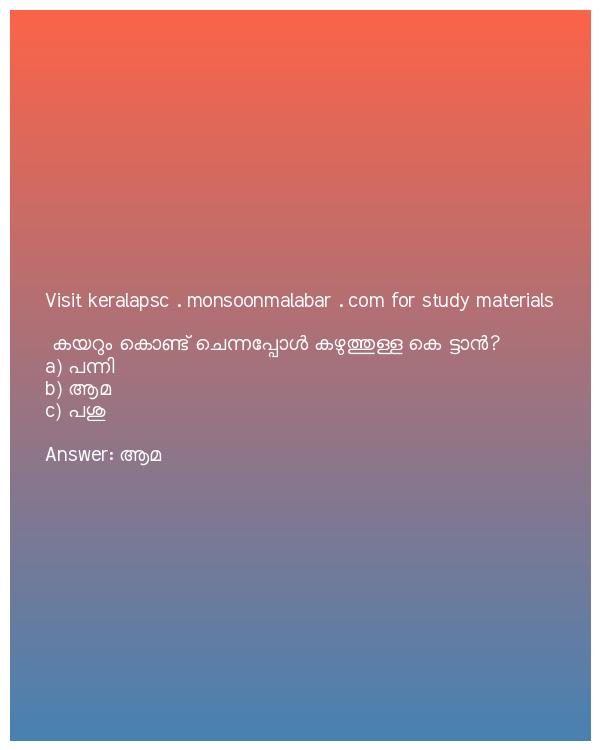 Visit keralapsc . monsoonmalabar . com for study materials
കയറും കൊണ്ട് ചെന്നപ്പോൾ കഴുത്തുള്ള കെ ട്ടാൻ?
a) പന്നി
b) ആമ
c) പശു
Answer: ആമ